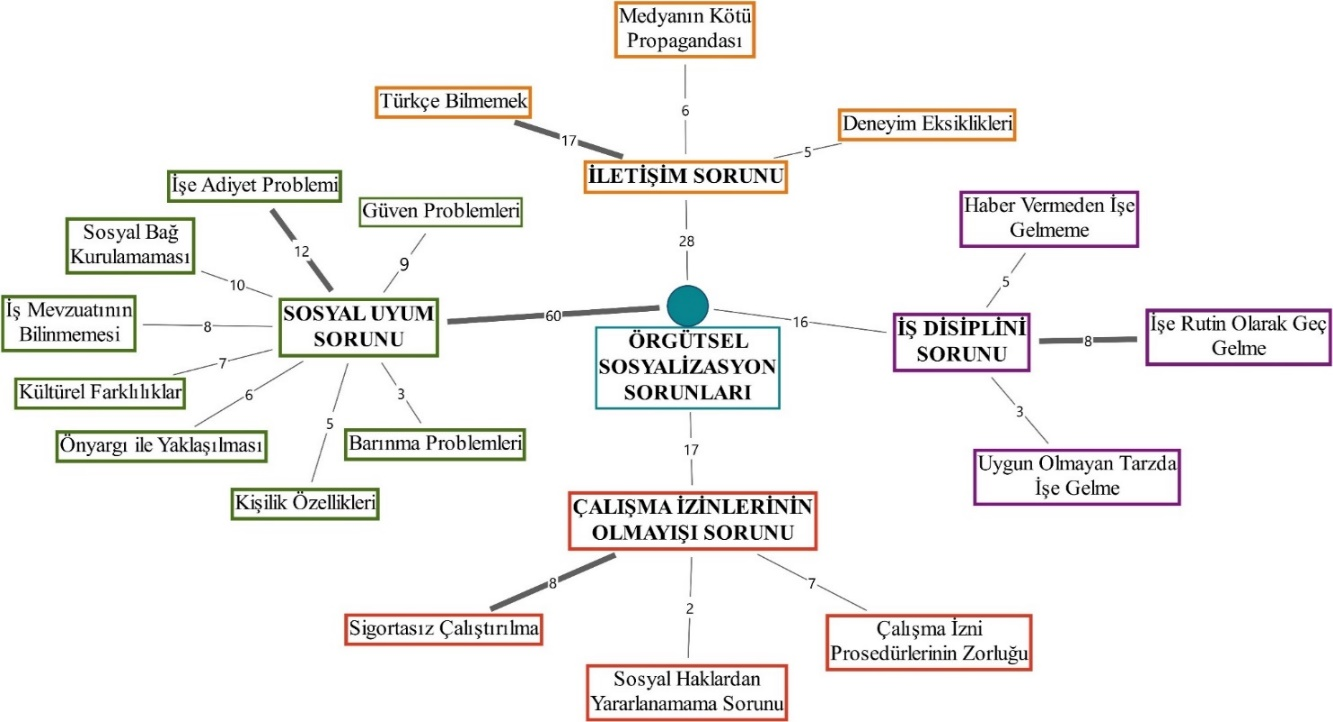 Medyanın Kötü
Propagandası
6
Türkçe Bilmemek
17
Deneyim Eksiklikleri
5
İLETİŞİM SORUNU
28
İşe Adiyet Problemi
12
Güven Problemleri
9
Sosyal Bağ
Kurulamaması
10
İş Mevzuatının
Bilinmemesi
8
SOSYAL UYUM
SORUNU
60
Kültürel Farklılıklar
7
Önyargı ile Yaklaşılması
6
Kişilik Özellikleri
5
Barınma Problemleri
3
ÖRGÜTSEL
SOSYALİZASYON
SORUNLARI
16
İŞ DİSİPLİNİ
SORUNU
Haber Vermeden İşe
Gelmeme
5
İşe Rutin Olarak Geç
Gelme
8
3
Uygun Olmayan Tarzda
İşe Gelme
17
ÇALIŞMA İZİNLERİNİN
OLMAYIŞI SORUNU
8
Sigortasız Çalıştırılma
2
Sosyal Haklardan
Yararlanamama Sorunu
7
Çalışma İzni
Prosedürlerinin Zorluğu